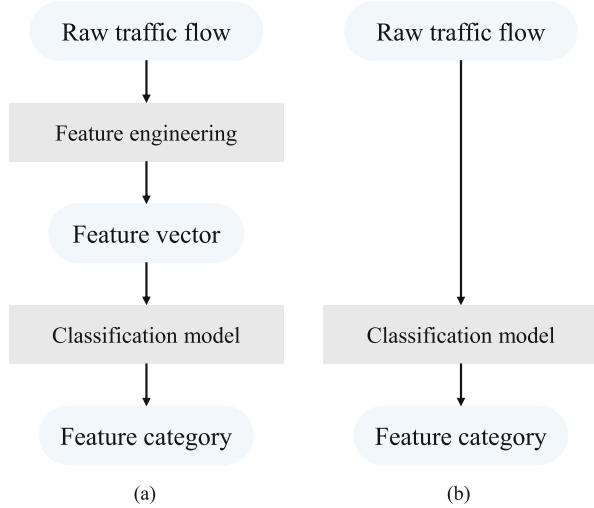 Raw traffic flow
Feature engineering
Feature vector
Classification model
Feature category
(a)
Raw traffic flow
Classification model
Feature category
(b)